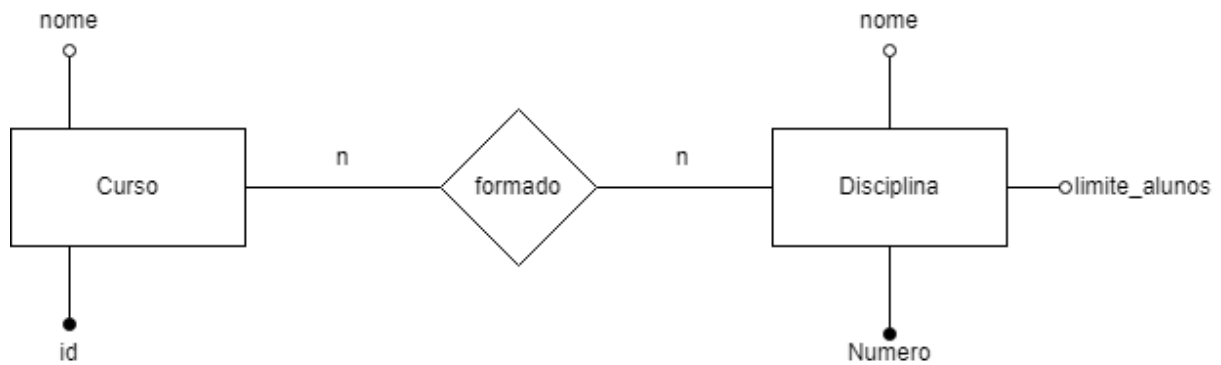 nome
nome
n
n
Curso
formado
Disciplina
limite_alunos
id
Numero